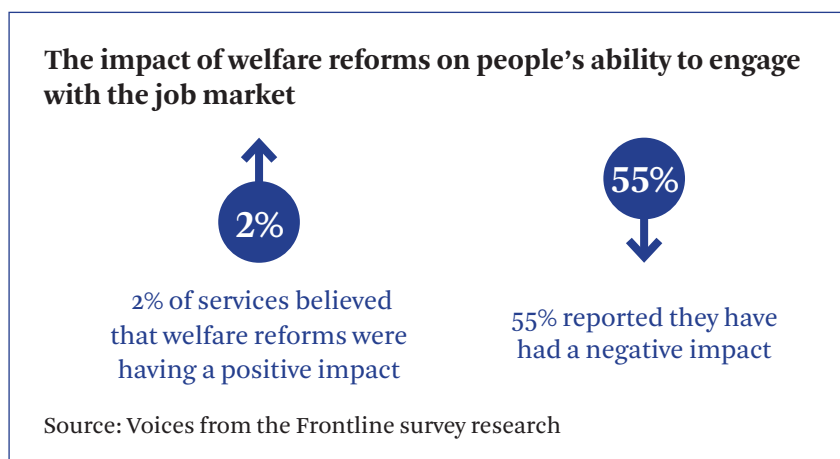 The impact of welfare reforms on people’s ability to engage
with the job market
2%
55%
2% of services believed
that welfare reforms were
having a positive impact
55% reported they have
had a negative impact
Source: Voices from the Frontline survey research